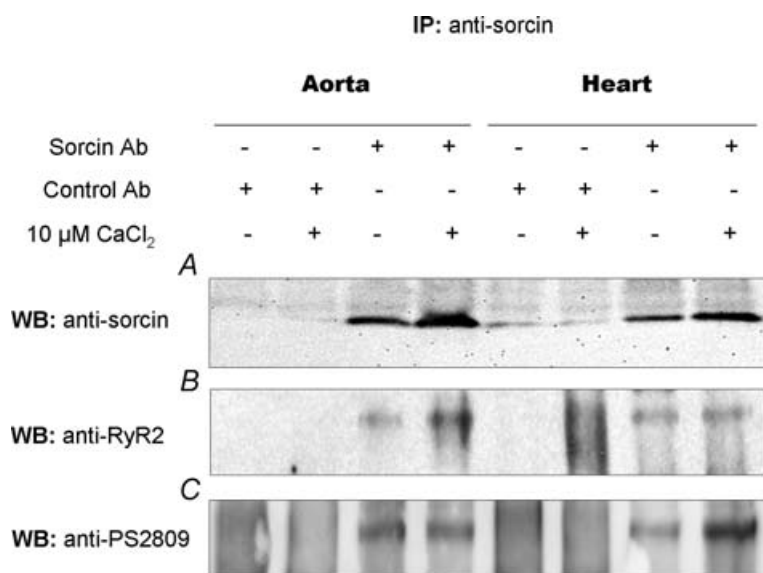 IP: anti-sorcin
Aorta Heart
Sorcin Ab - - + + - - + +
Control Ab + + - - + + - -
10 µM CaCl₂ - + - + - + - +
A
WB: anti-sorcin
B
WB: anti-RyR2
C
WB: anti-PS2809